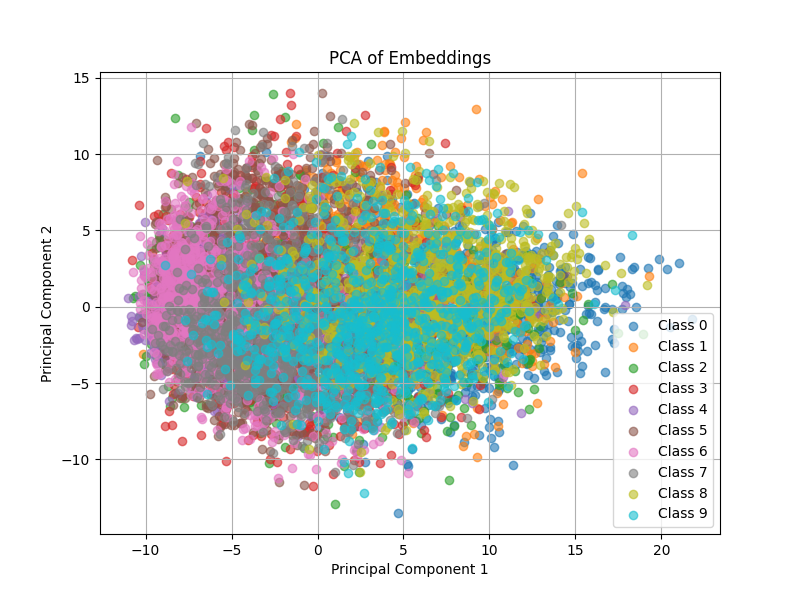 PCA of Embeddings
Principal Component 2
15
10
5
0
−5
−10
−10
−5
0
5
10
15
20
Principal Component 1
Class 0
Class 1
Class 2
Class 3
Class 4
Class 5
Class 6
Class 7
Class 8
Class 9